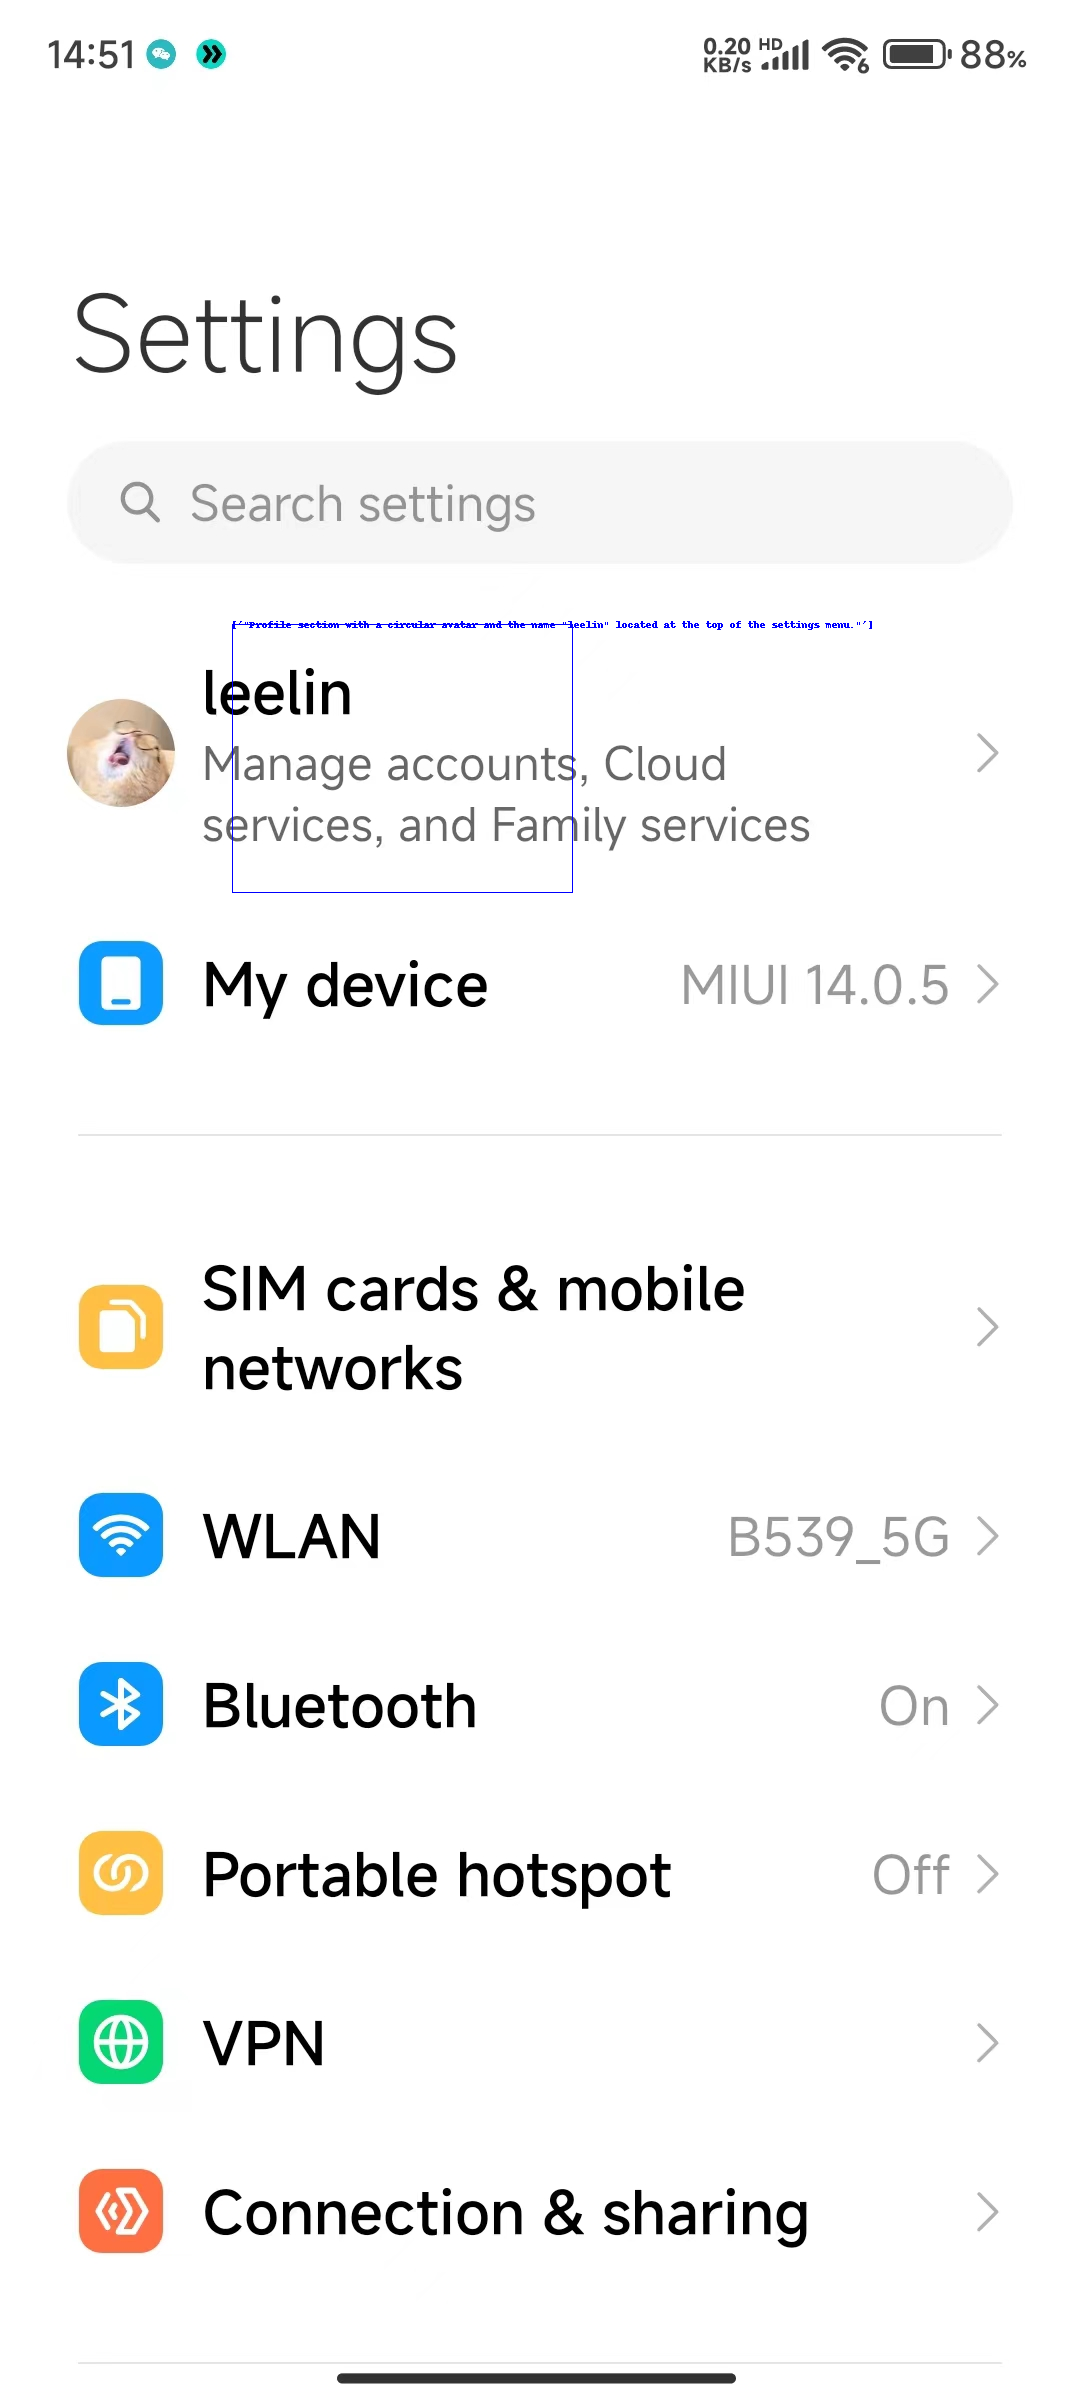 14:51 0.20 KB/s HD 6 88%
Settings
Search settings
['"Profile section with a circular avatar and the name "leelin" located at the top of the settings menu."']
leelin
Manage accounts, Cloud
services, and Family services
My device MIUI 14.0.5
SIM cards & mobile
networks
WLAN B539_5G
Bluetooth On
Portable hotspot Off
VPN
Connection & sharing